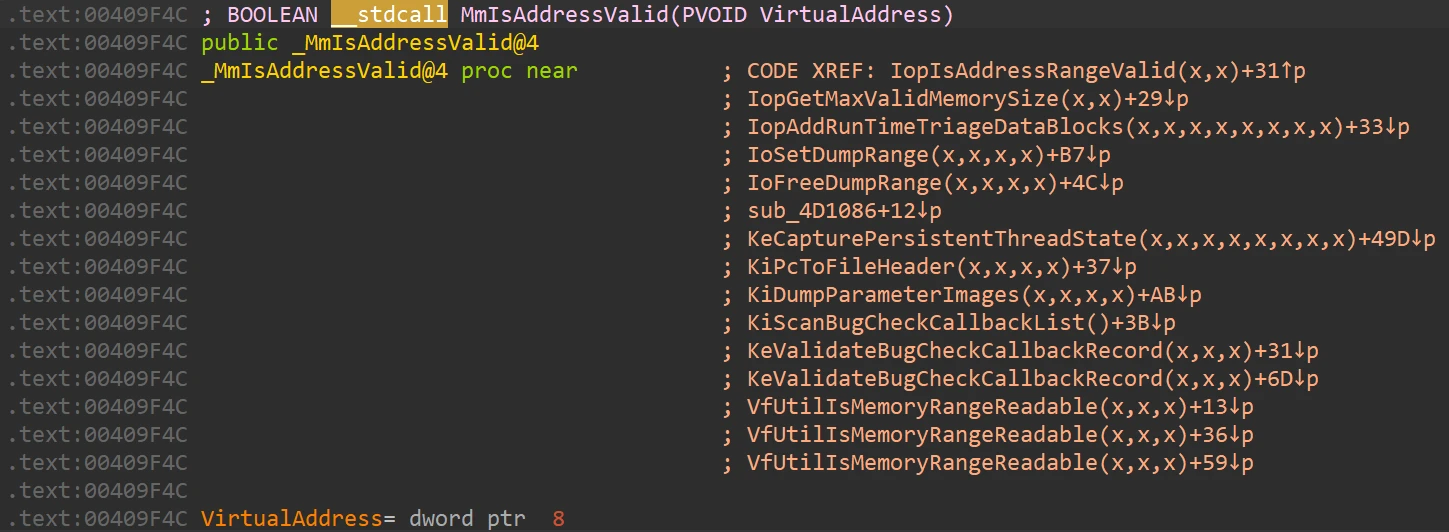 .text:00409F4C ; BOOLEAN __stdcall MmIsAddressValid(PVOID VirtualAddress)
.text:00409F4C public _MmIsAddressValid@4
.text:00409F4C _MmIsAddressValid@4 proc near ; CODE XREF: IopIsAddressRangeValid(x,x)+31↑p
.text:00409F4C ; IopGetMaxValidMemorySize(x,x)+29↓p
.text:00409F4C ; IopAddRunTimeTriageDataBlocks(x,x,x,x,x,x,x,x)+33↓p
.text:00409F4C ; IoSetDumpRange(x,x,x,x)+B7↓p
.text:00409F4C ; IoFreeDumpRange(x,x,x,x)+4C↓p
.text:00409F4C ; sub_4D1086+12↓p
.text:00409F4C ; KeCapturePersistentThreadState(x,x,x,x,x,x,x,x)+49D↓p
.text:00409F4C ; KiPcToFileHeader(x,x,x,x)+37↓p
.text:00409F4C ; KiDumpParameterImages(x,x,x,x)+AB↓p
.text:00409F4C ; KiScanBugCheckCallbackList()+3B↓p
.text:00409F4C ; KeValidateBugCheckCallbackRecord(x,x,x)+31↓p
.text:00409F4C ; KeValidateBugCheckCallbackRecord(x,x,x)+6D↓p
.text:00409F4C ; VfUtilIsMemoryRangeReadable(x,x,x)+13↓p
.text:00409F4C ; VfUtilIsMemoryRangeReadable(x,x,x)+36↓p
.text:00409F4C ; VfUtilIsMemoryRangeReadable(x,x,x)+59↓p
.text:00409F4C
.text:00409F4C VirtualAddress= dword ptr 8